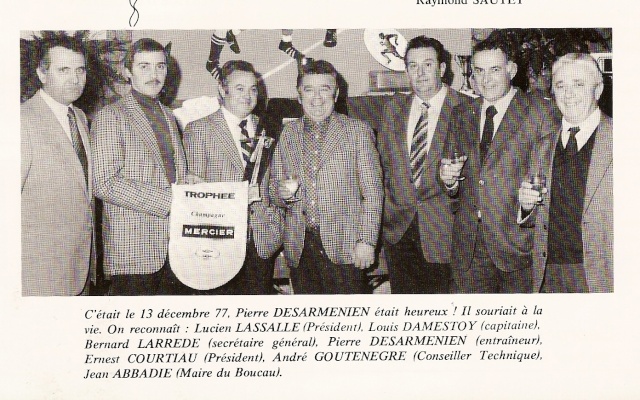 Raymond SAUTET
TROPHEE
Champagne
MERCIER
C'était le 13 décembre 77, Pierre DESARMENIEN était heureux ! Il souriait à la
vie. On reconnaît : Lucien LASSALLE (Président), Louis DAMESTOY (capitaine),
Bernard LARREDE (secrétaire général), Pierre DESARMENIEN (entraîneur),
Ernest COURTIAU (Président), André GOUTENEGRE (Conseiller Technique),
Jean ABBADIE (Maire du Boucau).